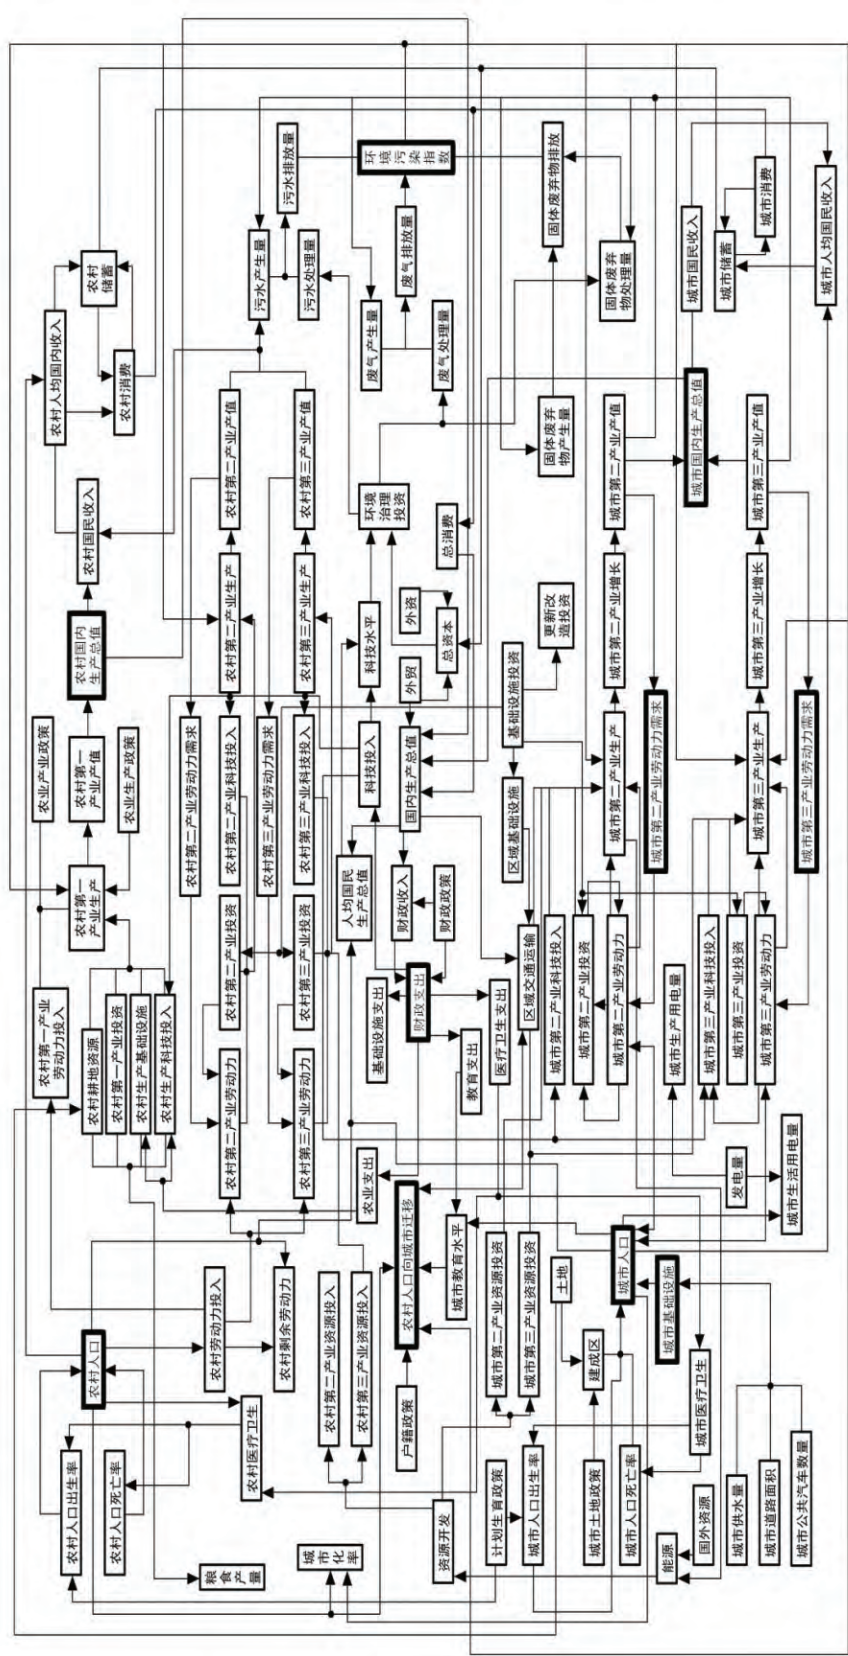 农村人口出生率
农村人口死亡率
农村医疗卫生
粮食产量
城市化率
农村人口
农村劳动力投入
农村剩余劳动力
农村第二产业资源投入
农村第三产业资源投入
户籍政策
资源开发
计划生育政策
城市人口出生率
城市土地政策
城市人口死亡率
能源
国外资源
城市供水量
城市道路面积
城市公共汽车数量
农村人口向城市迁移
城市教育水平
城市第二产业资源投资
城市第三产业资源投资
土地
建成区
城市人口
城市基础设施
城市医疗卫生
农村第一产业
劳动力投入
农村耕地资源
农村第一产业投资
农村生产基础设施
农村生产科技投入
农村第二产业劳动力
农村第三产业劳动力
农村第二产业投资
农村第三产业投资
农业支出
基础设施支出
财政支出
教育支出
医疗卫生支出
区域交通运输
城市第二产业科技投入
城市第二产业投资
城市第二产业劳动力
城市生产用电量
城市第三产业科技投入
城市第三产业投资
城市第三产业劳动力
发电量
城市生活用电量
农业产业政策
农村第一
产业生产
农村第一
产业产值
农业生产政策
农村第二产业劳动力需求
农村第二产业科技投入
农村第三产业劳动力需求
农村第三产业科技投入
人均国民
生产总值
科技投入
财政收入
财政政策
国内生产总值
外贸
科技水平
外资
总资本
基础设施投资
区域基础设施
更新改
造投资
城市第二产业生产
城市第二产业劳动力需求
城市第三产业生产
城市第三产业劳动力需求
农村国内
生产总值
农村国民收入
农村第二产业生产
农村第三产业生产
农村第二产业产值
农村第三产业产值
环境
治理
投资
总消费
城市第二产业增长
城市第二产业产值
城市第三产业增长
城市第三产业产值
城市国内生产总值
农村人均国内收入
农村
储蓄
农村消费
污水产生量
污水排放量
污水处理量
废气产生量
废气排放量
废气处理量
环境污染指数
固体废弃物排放
固体废弃
物处理量
固体废弃
物产生量
城市国民收入
城市储蓄
城市消费
城市人均国民收入